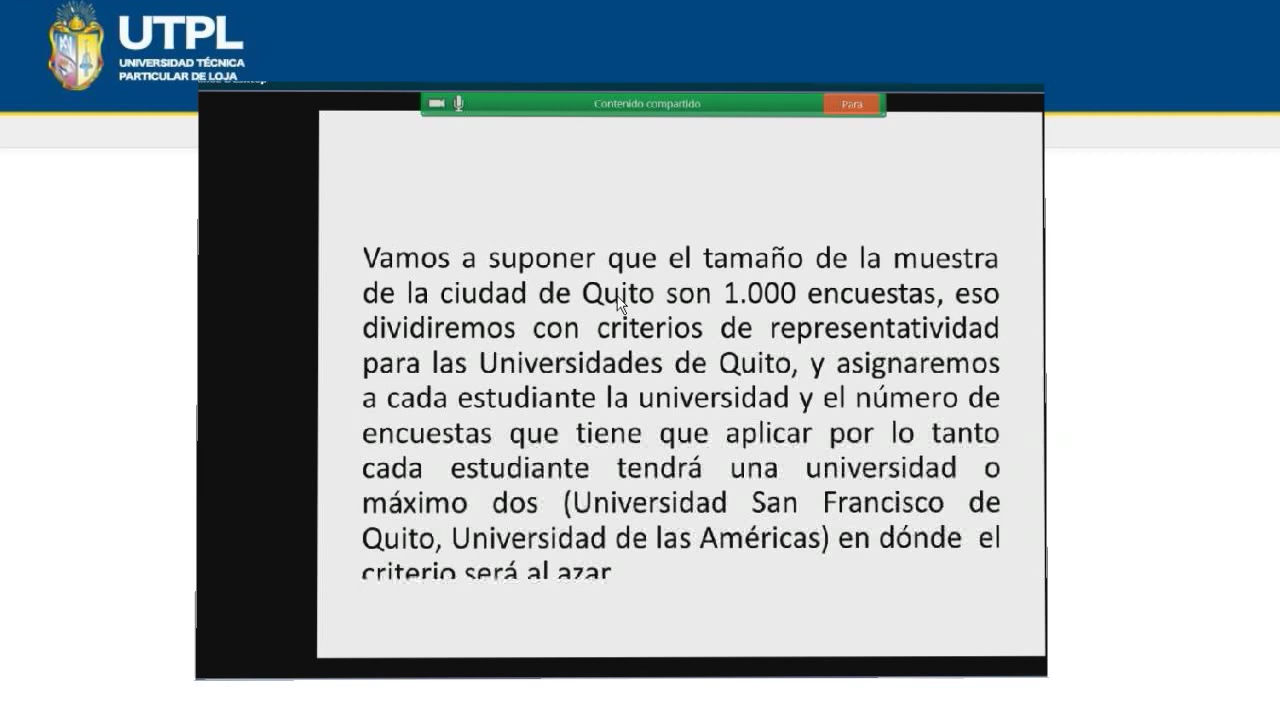 UTPL
UNIVERSIDAD TÉCNICA
PARTICULAR DE LOJA
Contenido compartido
Para
Vamos a suponer que el tamaño de la muestra
de la ciudad de Quito son 1.000 encuestas, eso
dividiremos con criterios de representatividad
para las Universidades de Quito, y asignaremos
a cada estudiante la universidad y el número de
encuestas que tiene que aplicar por lo tanto
cada estudiante tendrá una universidad o
máximo dos (Universidad San Francisco de
Quito, Universidad de las Américas) en dónde el
criterio será al azar